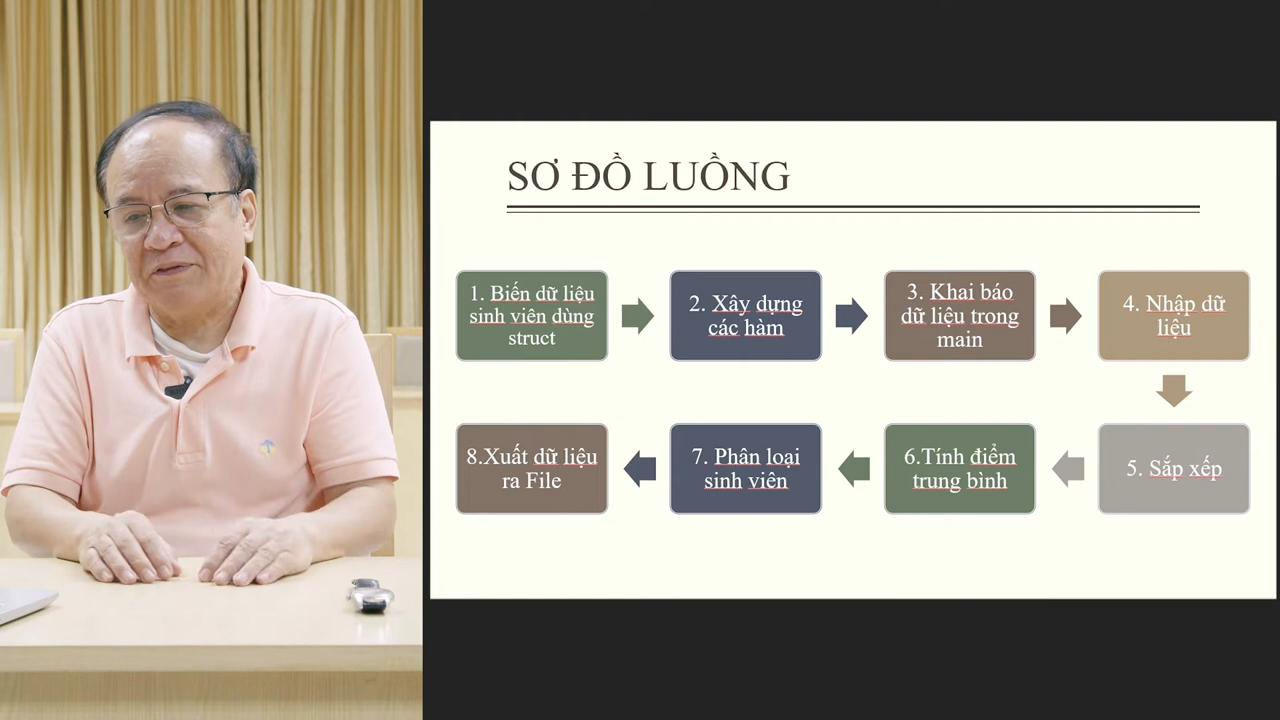 SƠ ĐỒ LUỒNG
1. Biến dữ liệu
sinh viên dùng
struct
2. Xây dựng
các hàm
3. Khai báo
dữ liệu trong
main
4. Nhập dữ
liệu
5. Sắp xếp
6.Tính điểm
trung bình
7. Phân loại
sinh viên
8.Xuất dữ liệu
ra File